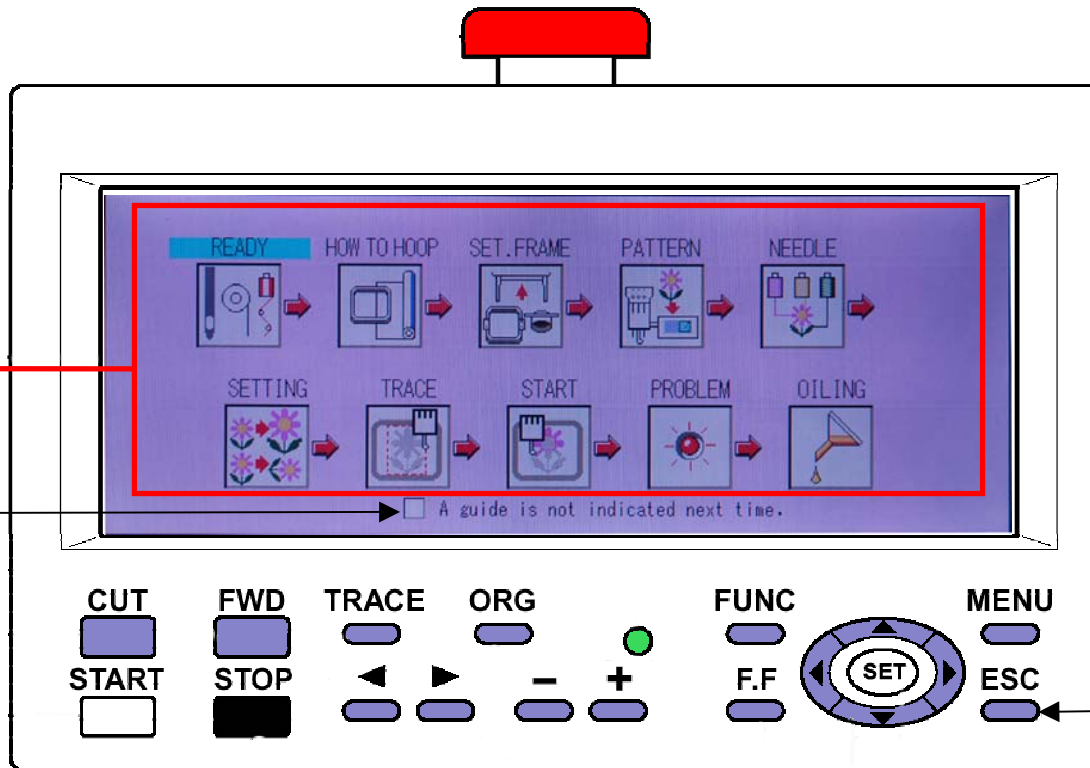 READY HOW TO HOOP SET.FRAME PATTERN NEEDLE
SETTING TRACE START PROBLEM OILING
A guide is not indicated next time.
CUT FWD TRACE ORG FUNC MENU
START STOP - + F.F SET ESC